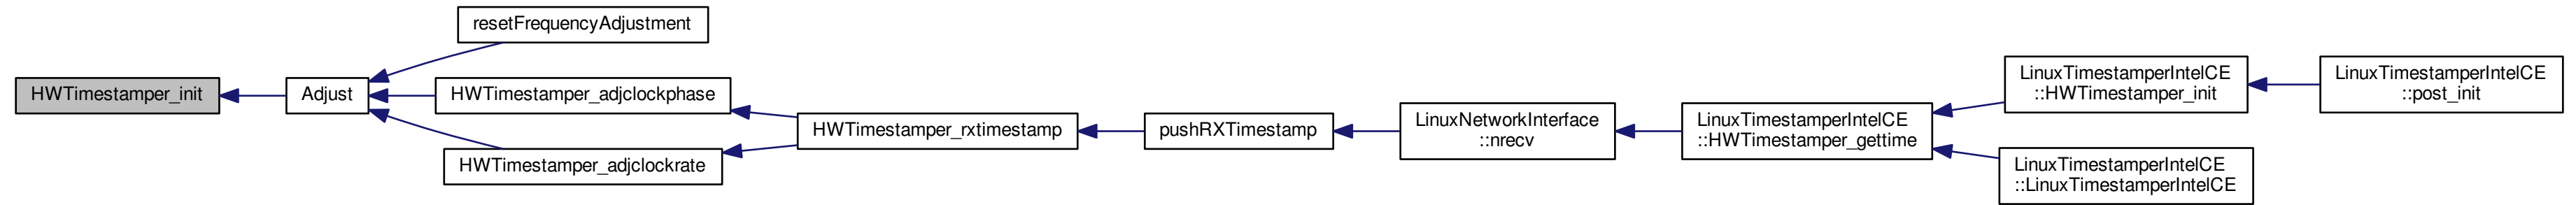 resetFrequencyAdjustment
HWTimestamper_init
Adjust
HWTimestamper_adjclockphase
HWTimestamper_adjclockrate
HWTimestamper_rxtimestamp
pushRXTimestamp
LinuxNetworkInterface
::nrecv
LinuxTimestamperIntelCE
::HWTimestamper_gettime
LinuxTimestamperIntelCE
::HWTimestamper_init
LinuxTimestamperIntelCE
::post_init
LinuxTimestamperIntelCE
::LinuxTimestamperIntelCE